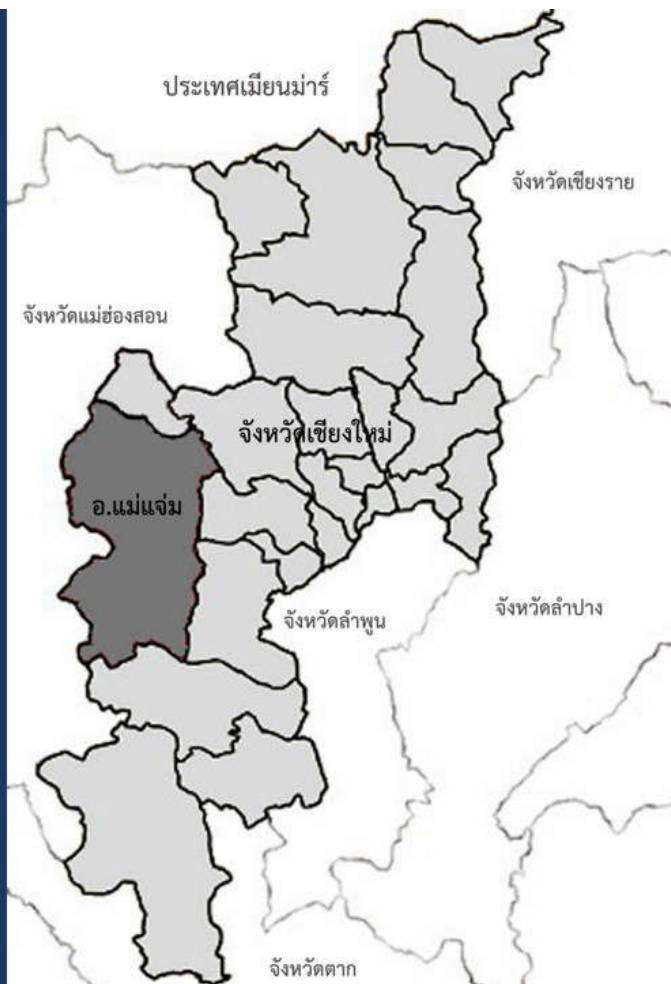 ประเทศเมียนม่าร์
จังหวัดเชียงราย
จังหวัดแม่ฮ่องสอน
จังหวัดเชียงใหม่
อ.แม่แจ่ม
จังหวัดลำพูน
จังหวัดลำปาง
จังหวัดตาก